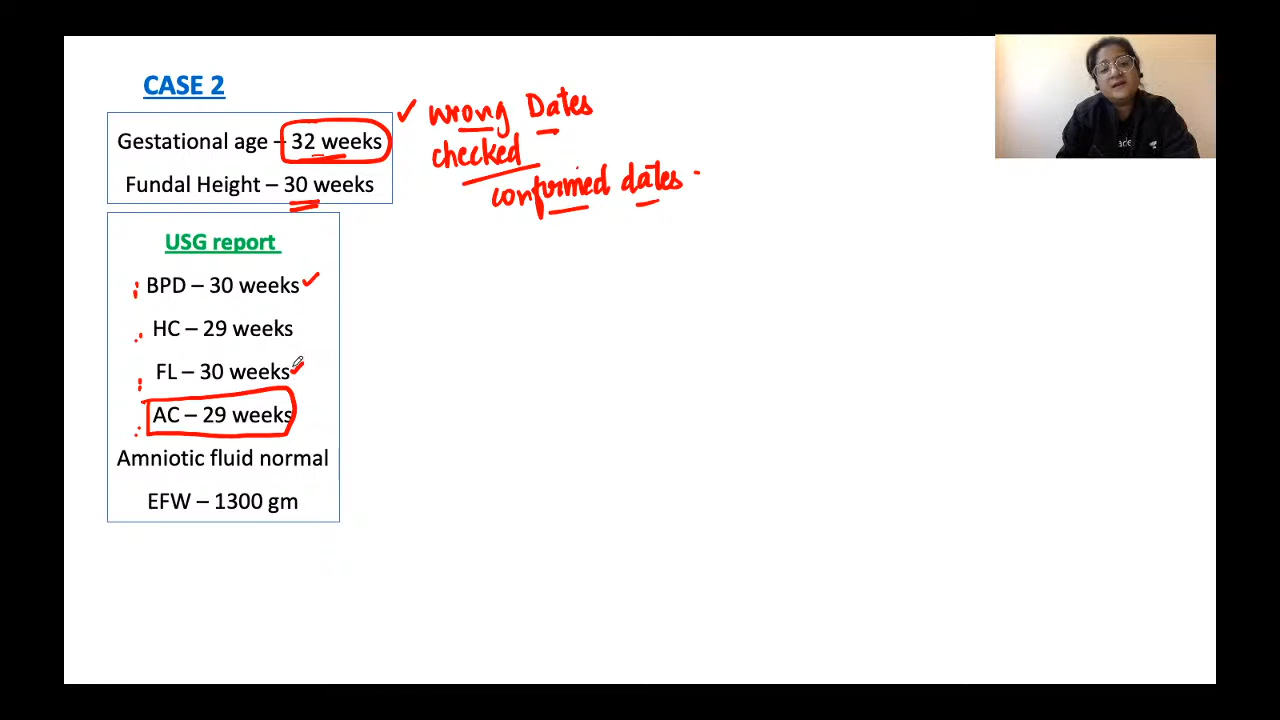 CASE 2
Gestational age – 32 weeks
Fundal Height – 30 weeks
wrong Dates
checked
confirmed dates
USG report
BPD – 30 weeks
HC – 29 weeks
FL – 30 weeks
AC – 29 weeks
Amniotic fluid normal
EFW – 1300 gm